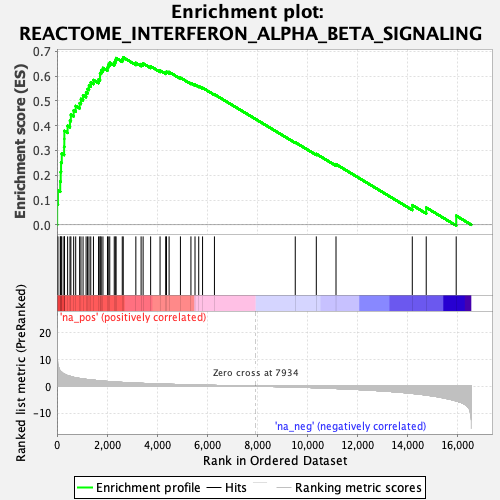 Enrichment plot:
REACTOME_INTERFERON_ALPHA_BETA_SIGNALING
Enrichment score (ES)
0.7
0.6
0.5
0.4
0.3
0.2
0.1
0.0
'na_pos' (positively correlated)
Ranked list metric (PreRanked)
20
10
0
-10
Zero cross at 7934
'na_neg' (negatively correlated)
0
2,000
4,000
6,000
8,000
10,000
12,000
14,000
16,000
Rank in Ordered Dataset
Enrichment profile
Hits
Ranking metric scores